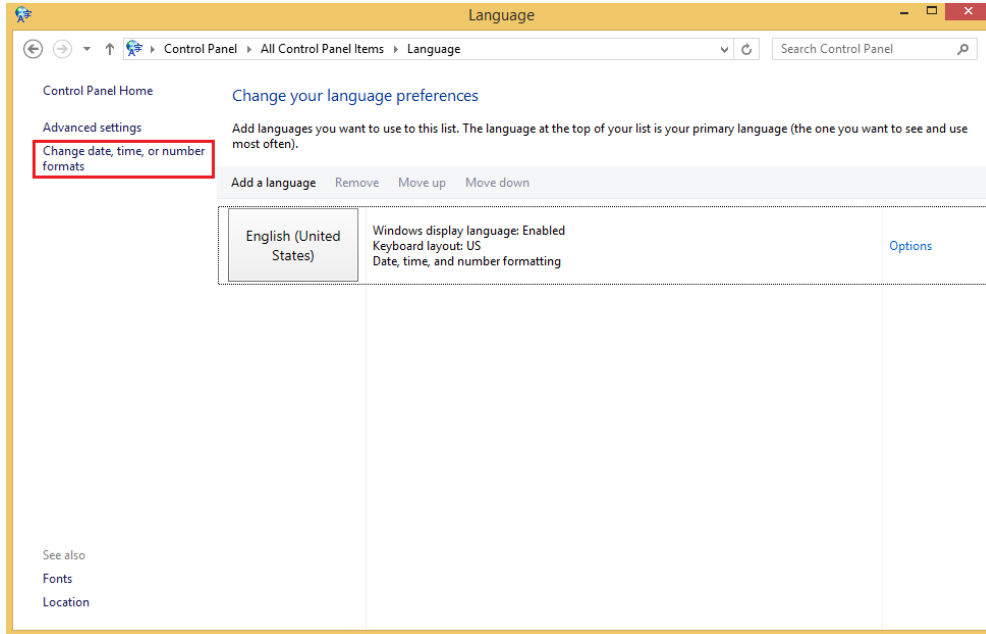 Language
Control Panel All Control Panel Items Language
Search Control Panel
Control Panel Home
Advanced settings
Change date, time, or number
formats
Change your language preferences
Add languages you want to use to this list. The language at the top of your list is your primary language (the one you want to see and use
most often).
Add a language Remove Move up Move down
English (United
States)
Windows display language: Enabled
Keyboard layout: US
Date, time, and number formatting
Options
See also
Fonts
Location